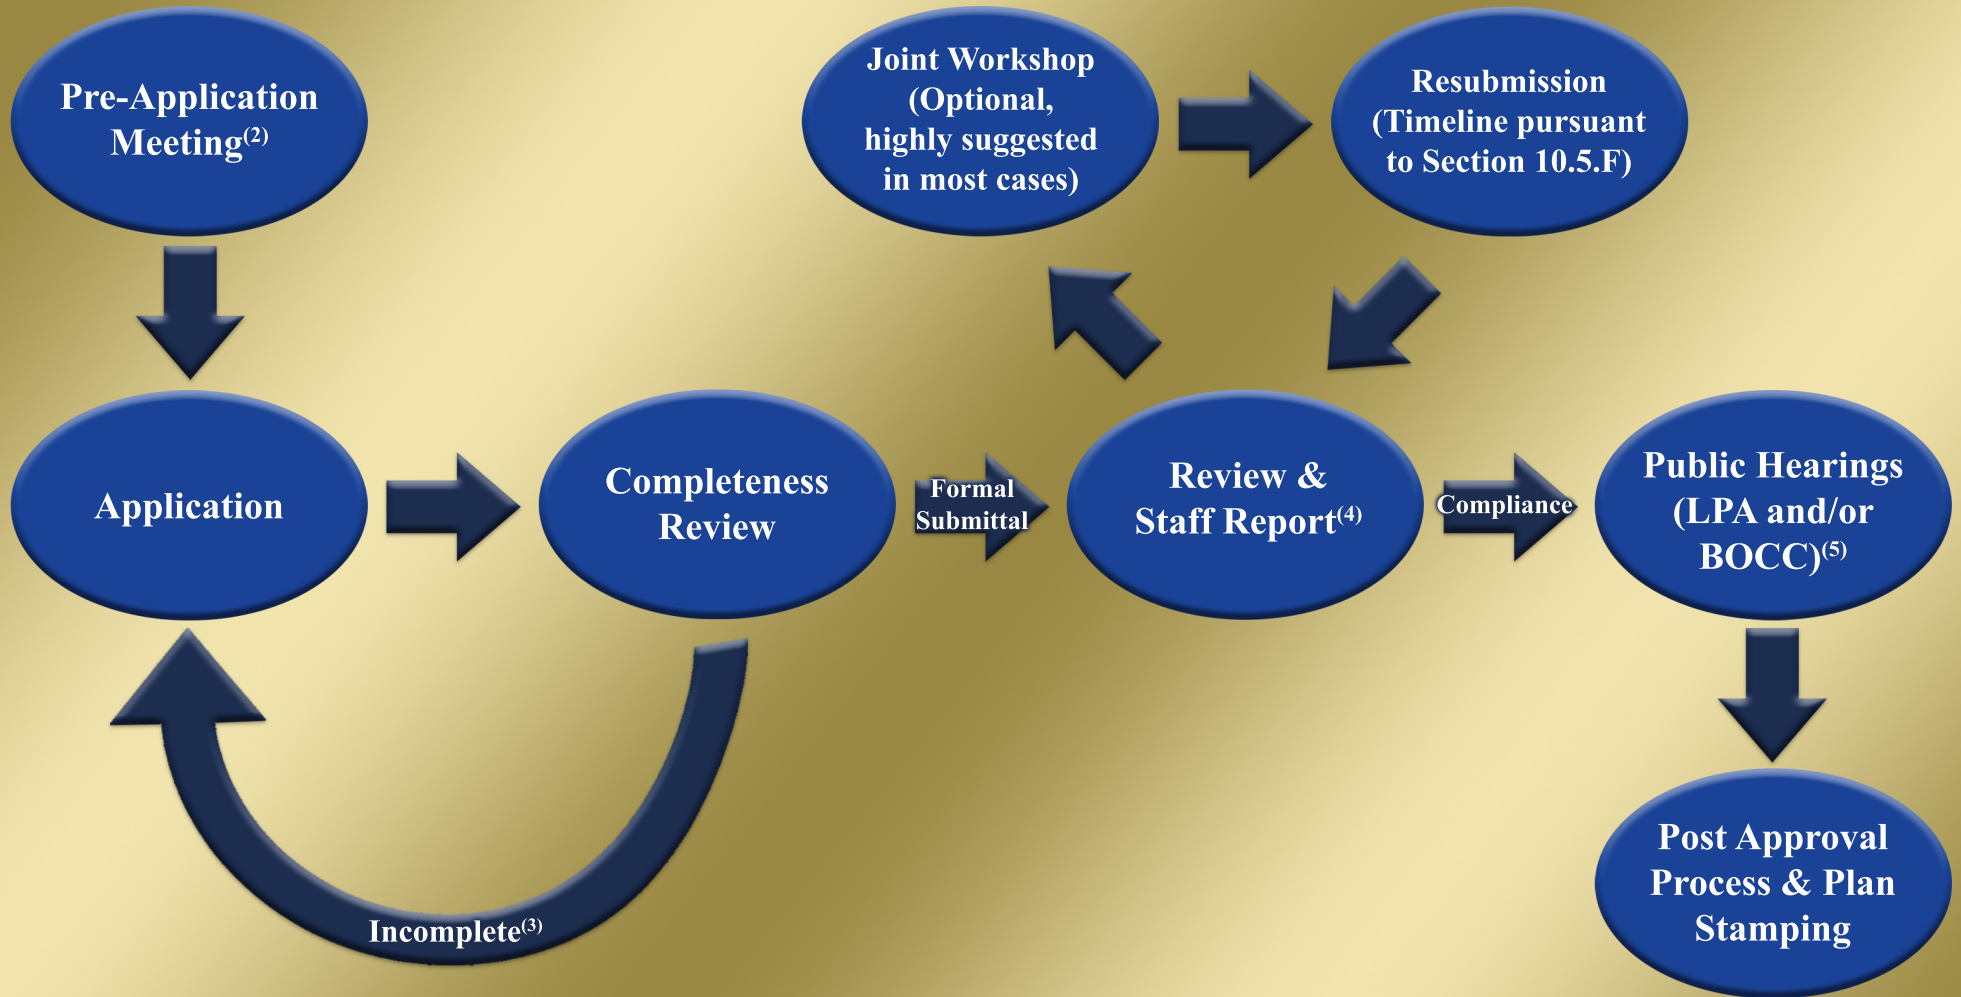 Pre-Application
Meeting(2)
Joint Workshop
(Optional,
highly suggested
in most cases)
Resubmission
(Timeline pursuant
to Section 10.5.F)
Application
Completeness
Review
Formal
Submittal
Review &
Staff Report(4)
Compliance
Public Hearings
(LPA and/or
BOCC)(5)
Incomplete(3)
Post Approval
Process & Plan
Stamping